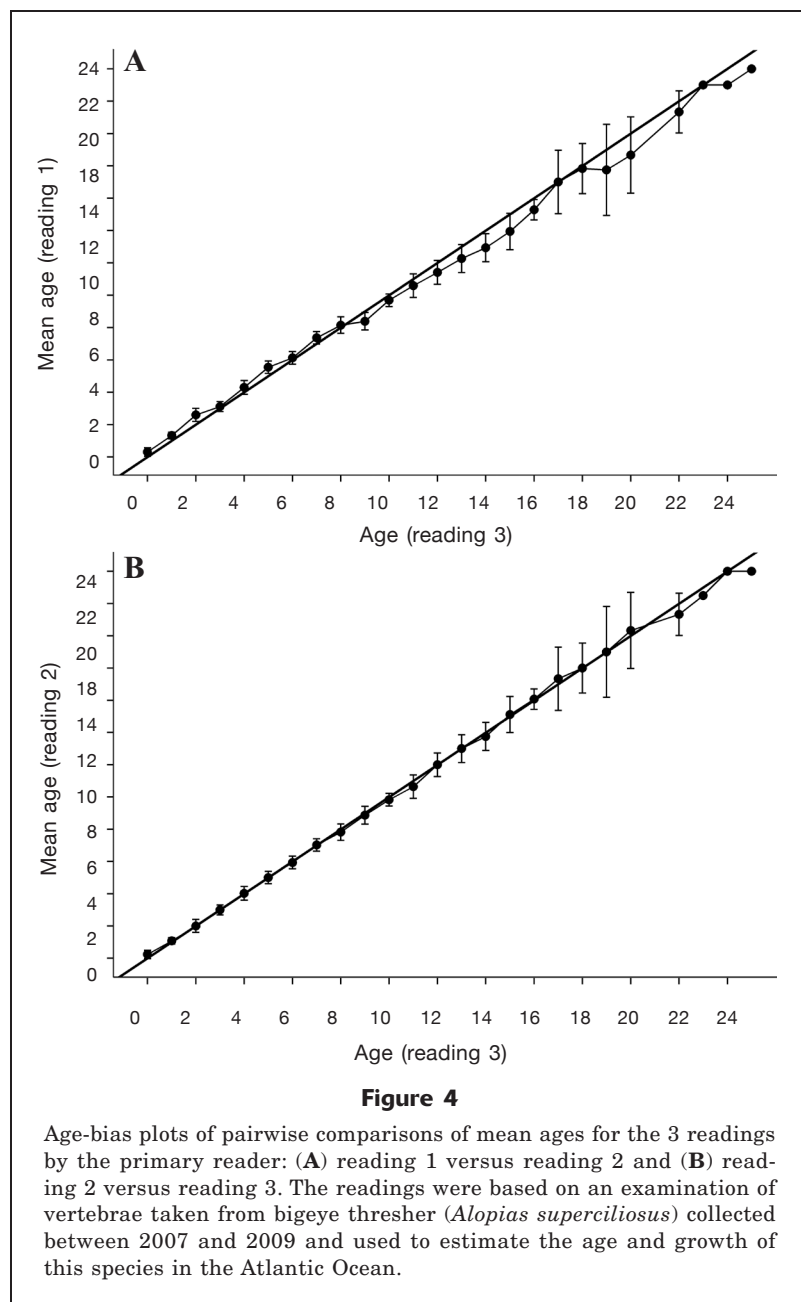 A
24
22
20
18
16
14
12
10
8
6
4
2
0
Mean age (reading 1)
0 2 4 6 8 10 12 14 16 18 20 22 24
Age (reading 3)
B
24
22
20
18
16
14
12
10
8
6
4
2
0
Mean age (reading 2)
0 2 4 6 8 10 12 14 16 18 20 22 24
Age (reading 3)
Figure 4
Age-bias plots of pairwise comparisons of mean ages for the 3 readings
by the primary reader: (A) reading 1 versus reading 2 and (B) read-
ing 2 versus reading 3. The readings were based on an examination of
vertebrae taken from bigeye thresher (Alopias superciliosus) collected
between 2007 and 2009 and used to estimate the age and growth of
this species in the Atlantic Ocean.